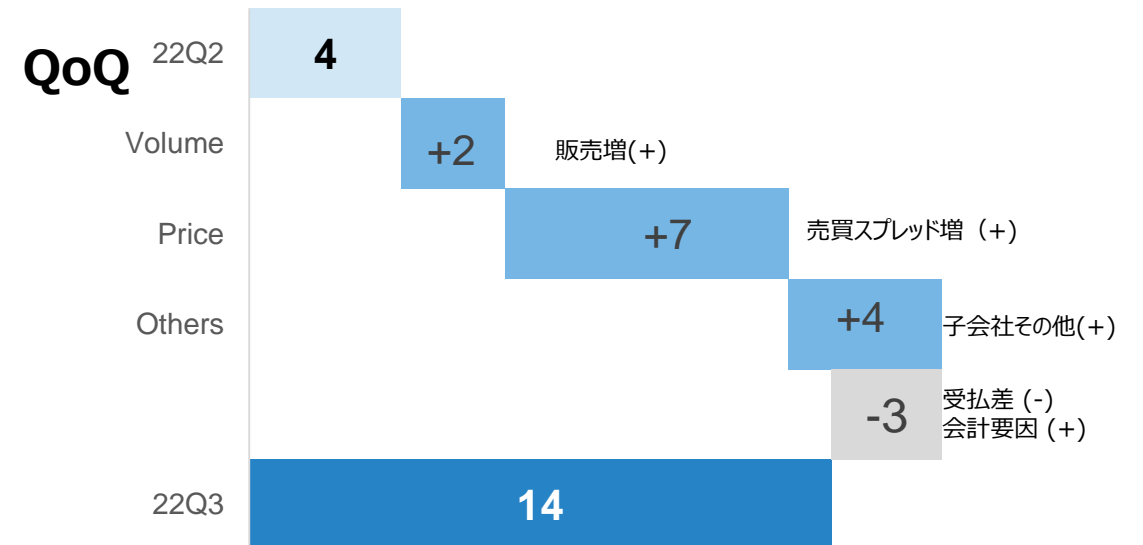 QoQ
22Q2
4
Volume
+2
販売増(+)
Price
+7
売買スプレッド増（+）
Others
+4
子会社その他(+)
-3
受払差 (-)
会計要因 (+)
22Q3
14